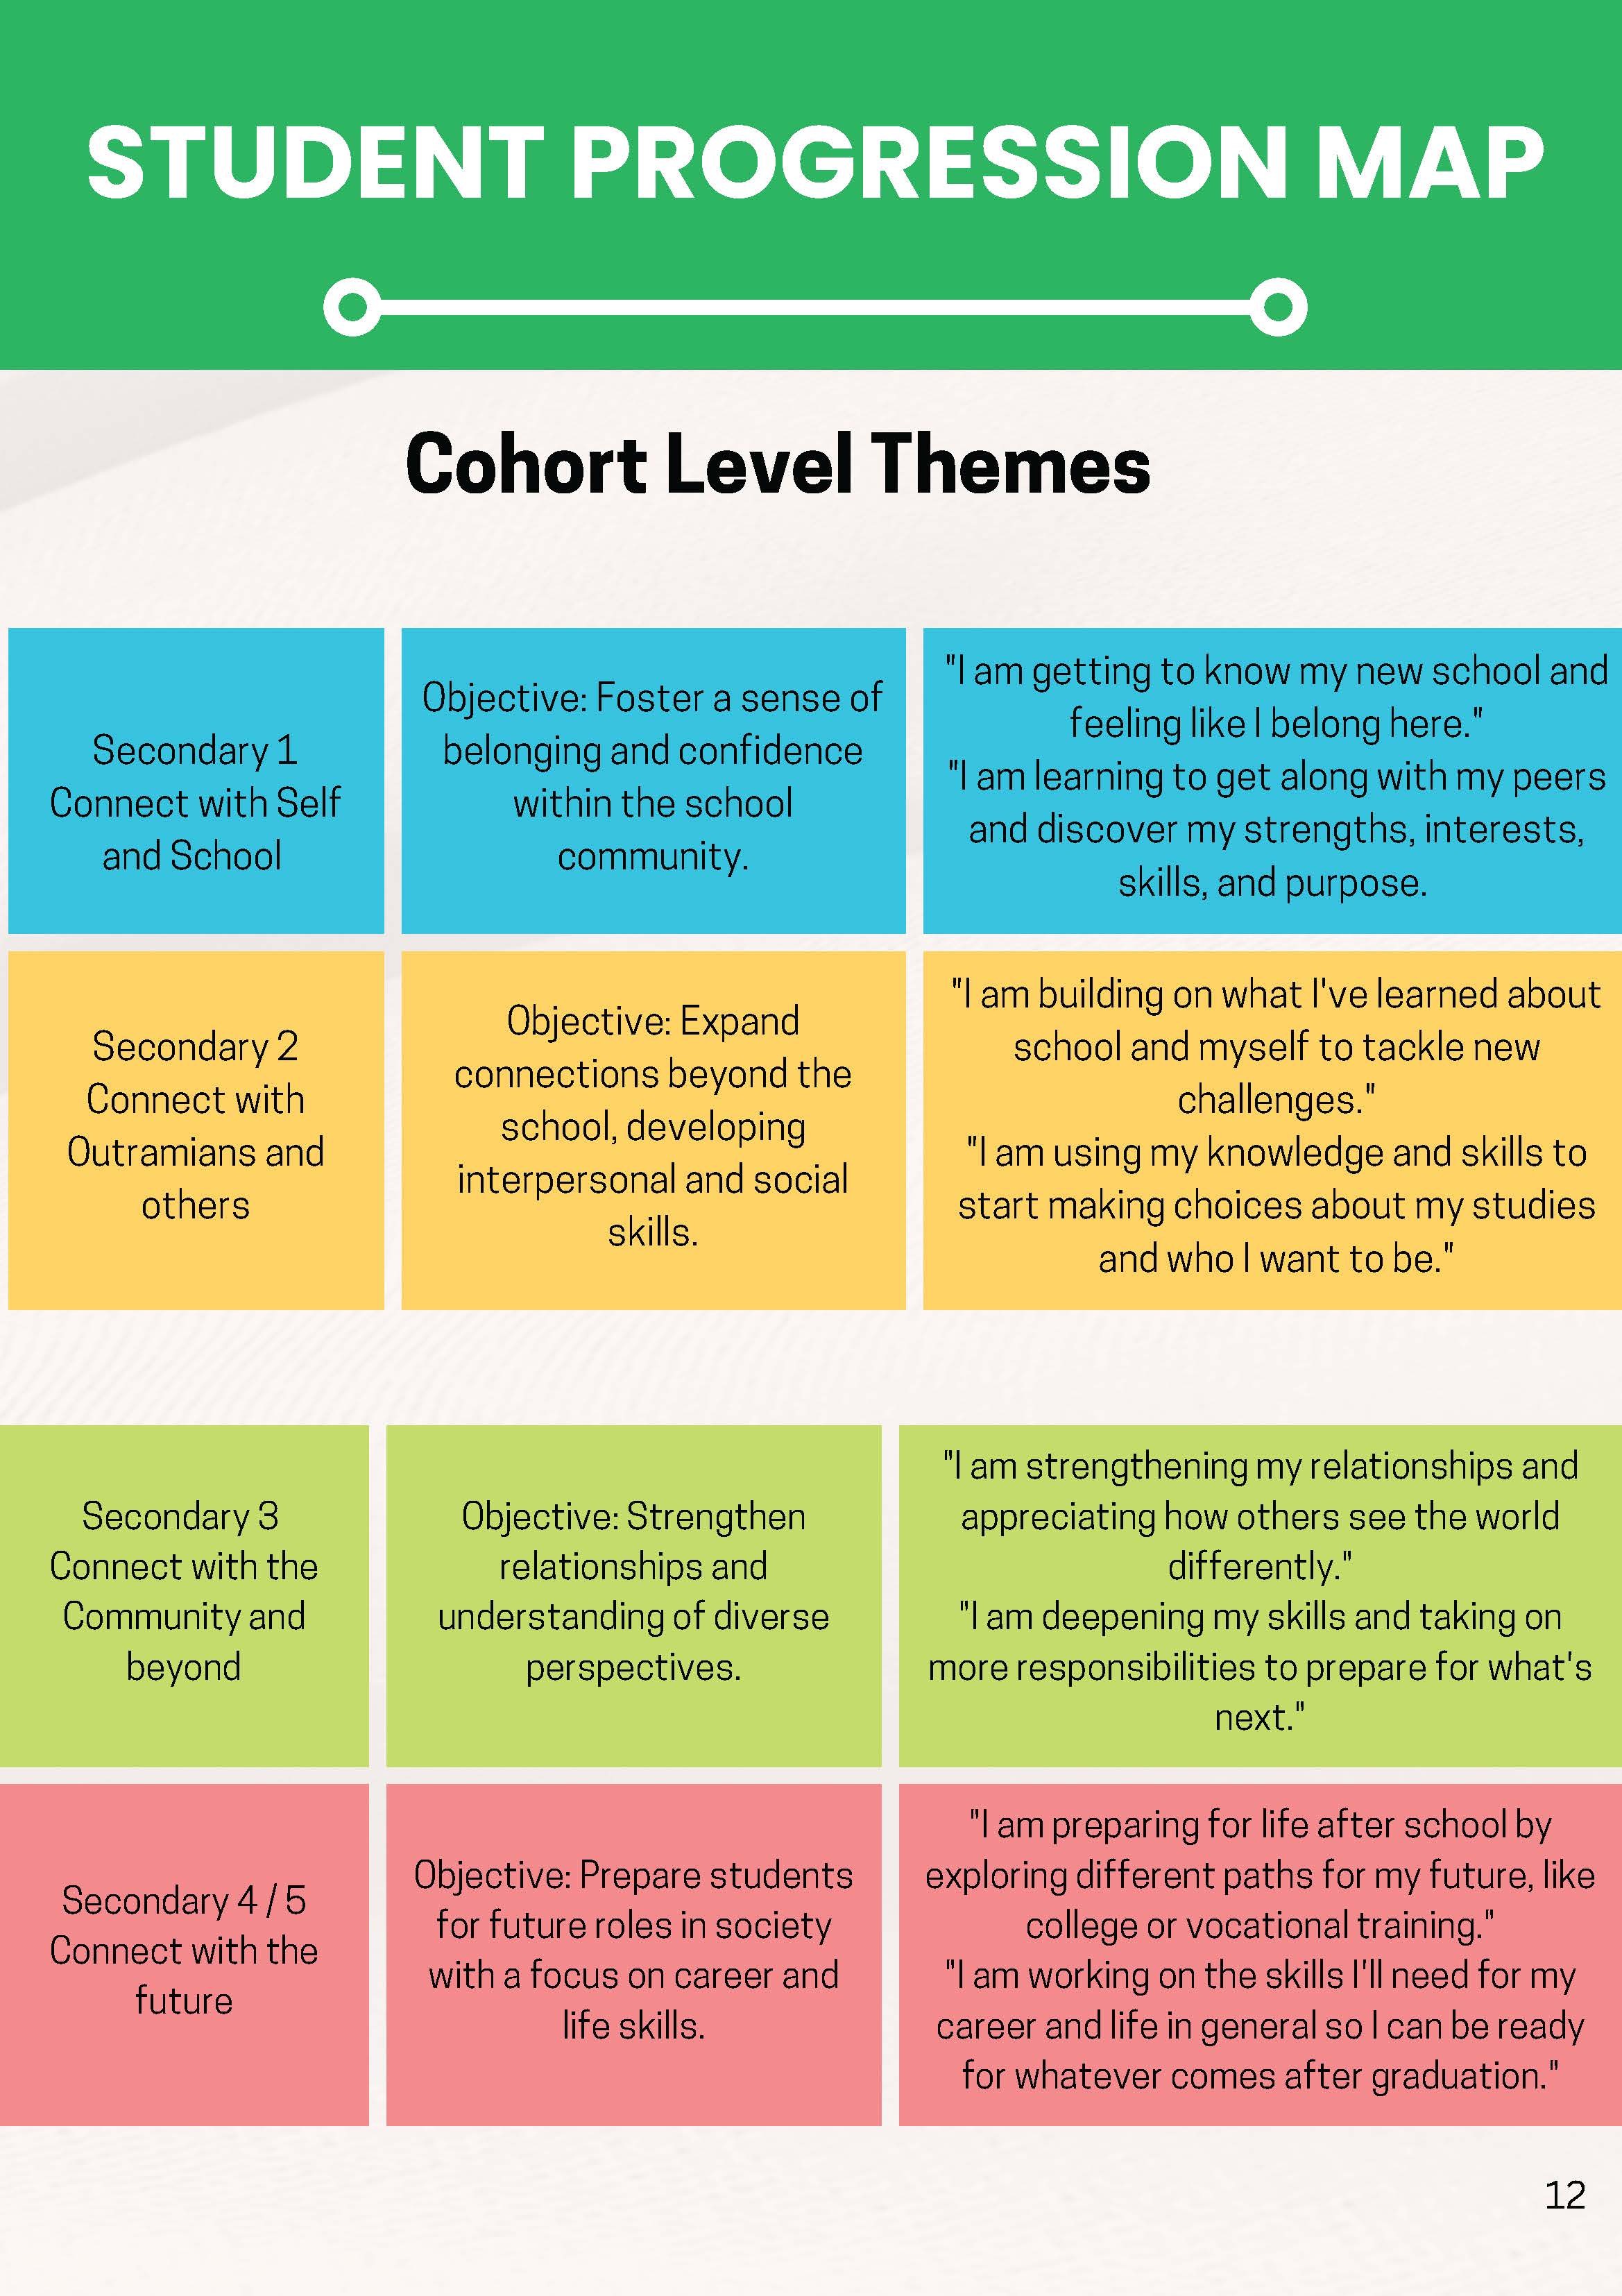 STUDENT PROGRESSION MAP
Cohort Level Themes
Secondary 1
Connect with Self
and School
Objective: Foster a sense of
belonging and confidence
within the school
community.
"I am getting to know my new school and
feeling like I belong here."
"I am learning to get along with my peers
and discover my strengths, interests,
skills, and purpose.
Secondary 2
Connect with
Outramians and
others
Objective: Expand
connections beyond the
school, developing
interpersonal and social
skills.
"I am building on what I've learned about
school and myself to tackle new
challenges."
"I am using my knowledge and skills to
start making choices about my studies
and who I want to be."
Secondary 3
Connect with the
Community and
beyond
Objective: Strengthen
relationships and
understanding of diverse
perspectives.
"I am strengthening my relationships and
appreciating how others see the world
differently."
"I am deepening my skills and taking on
more responsibilities to prepare for what's
next."
Secondary 4 / 5
Connect with the
future
Objective: Prepare students
for future roles in society
with a focus on career and
life skills.
"I am preparing for life after school by
exploring different paths for my future, like
college or vocational training."
"I am working on the skills I'll need for my
career and life in general so I can be ready
for whatever comes after graduation."
12